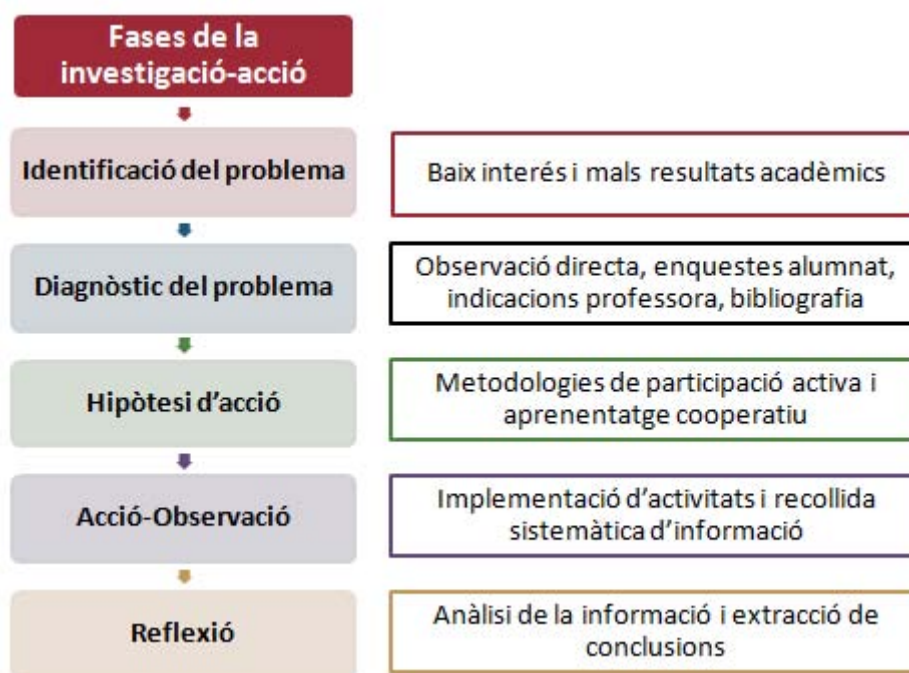 Fases de la
investigació-acció
Identificació del problema
Baix interés i mals resultats acadèmics
Diagnòstic del problema
Observació directa, enquestes alumnat,
indicacions professora, bibliografia
Hipòtesi d'acció
Metodologies de participació activa i
aprenentatge cooperatiu
Acció-Observació
Implementació d'activitats i recollida
sistemàtica d'informació
Reflexió
Anàlisi de la informació i extracció de
conclusions